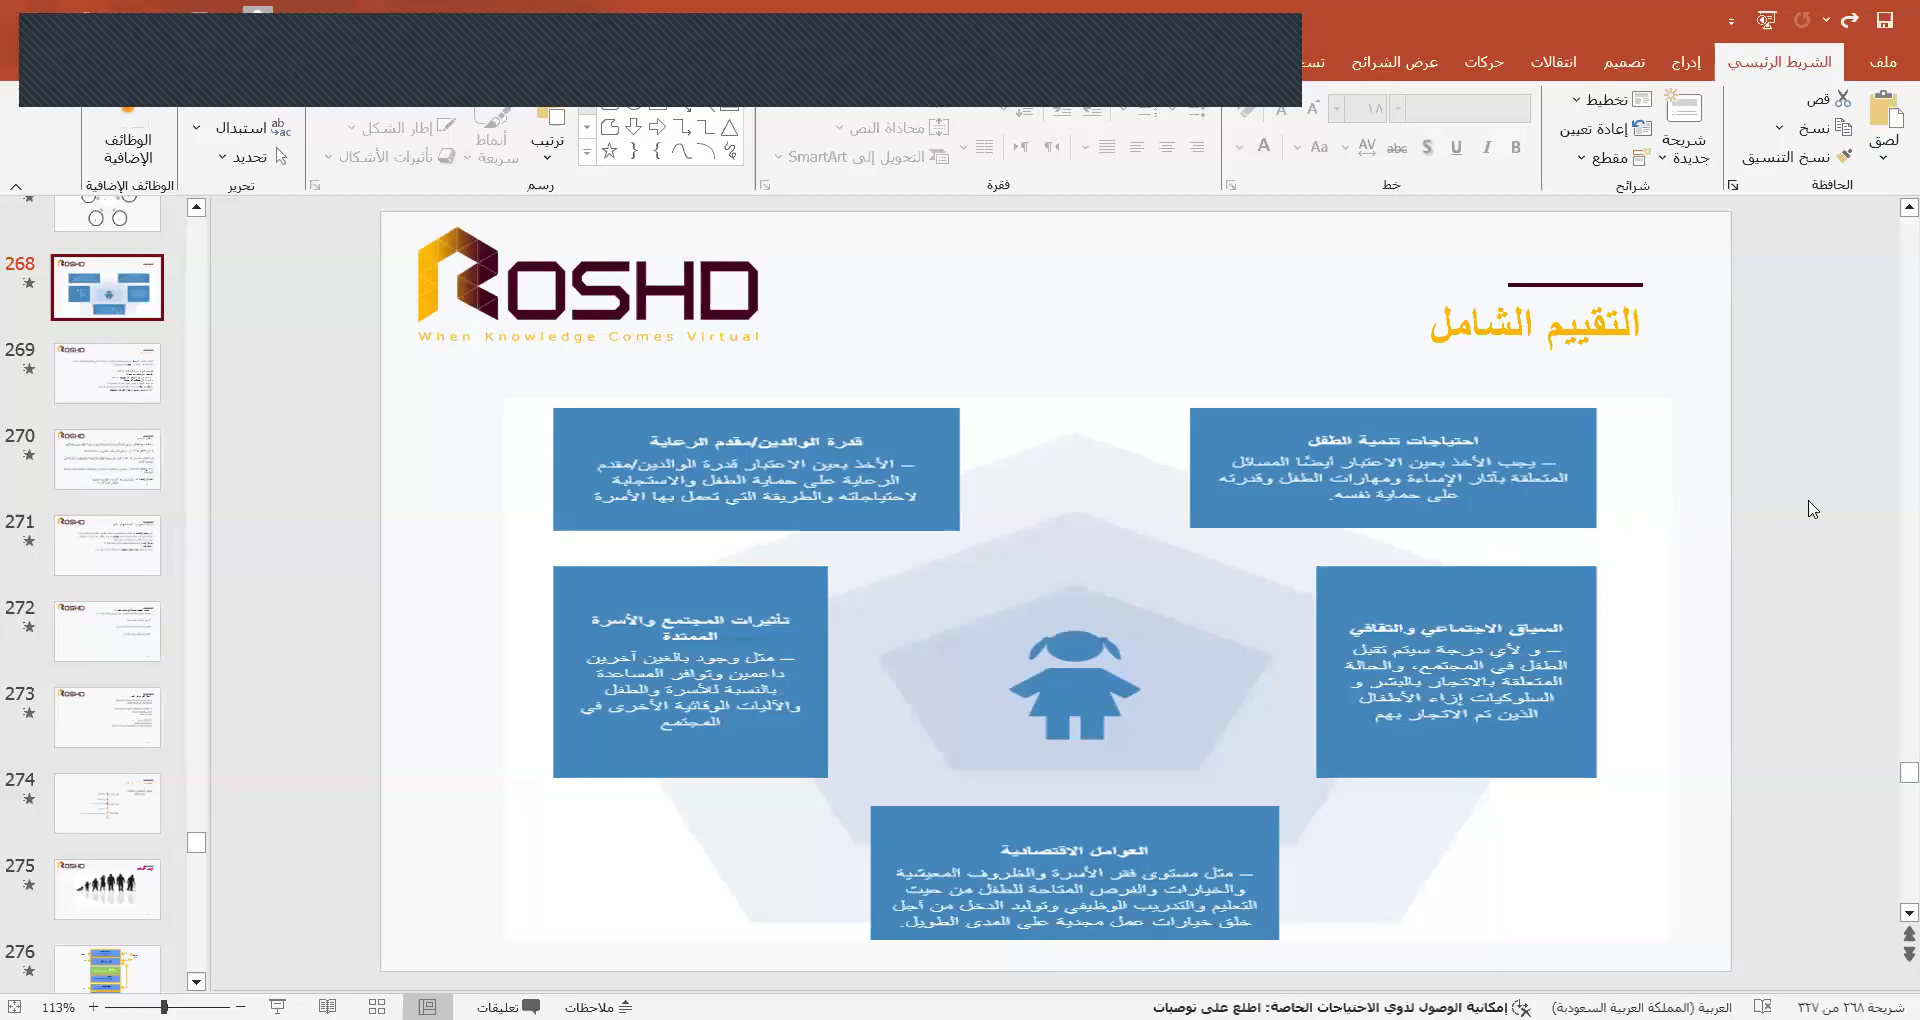 ملف
الشريط الرئيسي
إدراج
تصميم
انتقالات
حركات
عرض الشرائح
قص
نسخ
نسخ التنسيق
لصق
الحافظة
شريحة
جديدة
تخطيط
إعادة تعيين
مقطع
شرائح
١٨
B I U S abc AV Aa A
خط
محاذاة النص
التحويل إلى SmartArt
فقرة
ترتيب
أنماط
سريعة
إطار الشكل
تأثيرات الأشكال
رسم
استبدال
تحديد
تحرير
الوظائف
الإضافية
الوظائف الإضافية
268
269
270
271
272
273
274
275
276
ROSHD
When Knowledge Comes Virtual
التقييم الشامل
احتياجات تنمية الطفل
– يجب الأخذ بعين الاعتبار أيضًا المسائل
المتعلقة بآثار الإساءة ومهارات الطفل وقدرته
على حماية نفسه.
قدرة الوالدين/مقدم الرعاية
– الأخذ بعين الاعتبار قدرة الوالدين/مقدم
الرعاية على حماية الطفل والاستجابة
لاحتياجاته والطريقة التي تعمل بها الأسرة
السياق الاجتماعي والثقافي
– و لأي درجة سيتم تقبل
الطفل في المجتمع، والحالة
المتعلقة بالاتجار بالبشر و
السلوكيات إزاء الأطفال
الذين تم الاتجار بهم
تأثيرات المجتمع والأسرة
الممتدة
– مثل وجود بالغين آخرين
داعمين وتوافر المساعدة
بالنسبة للأسرة والطفل
والآليات الوقائية الأخرى في
المجتمع
العوامل الاقتصادية
– مثل مستوى فقر الأسرة والظروف المعيشية
والخيارات والفرص المتاحة للطفل من حيث
التعليم والتدريب الوظيفي وتوليد الدخل من أجل
خلق خيارات عمل مجدية على المدى الطويل.
شريحة ٢٦٨ من ٣٢٧
العربية (المملكة العربية السعودية)
إمكانية الوصول لذوي الاحتياجات الخاصة: اطلع على توصيات
ملاحظات
تعليقات
113%